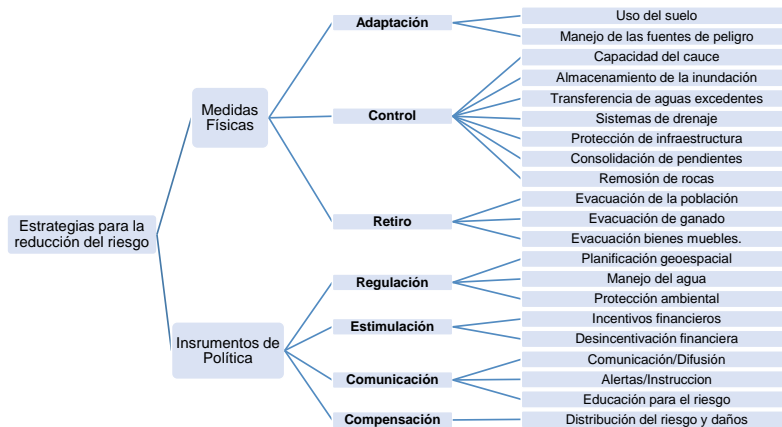 Estrategias para la
reducción del riesgo
Medidas
Físicas
Adaptación
Uso del suelo
Manejo de las fuentes de peligro
Control
Capacidad del cauce
Almacenamiento de la inundación
Transferencia de aguas excedentes
Sistemas de drenaje
Protección de infraestructura
Consolidación de pendientes
Remosión de rocas
Retiro
Evacuación de la población
Evacuación de ganado
Evacuación bienes muebles.
Insrumentos de
Política
Regulación
Planificación geoespacial
Manejo del agua
Protección ambiental
Estimulación
Incentivos financieros
Desincentivación financiera
Comunicación
Comunicación/Difusión
Alertas/Instruccion
Educación para el riesgo
Compensación
Distribución del riesgo y daños